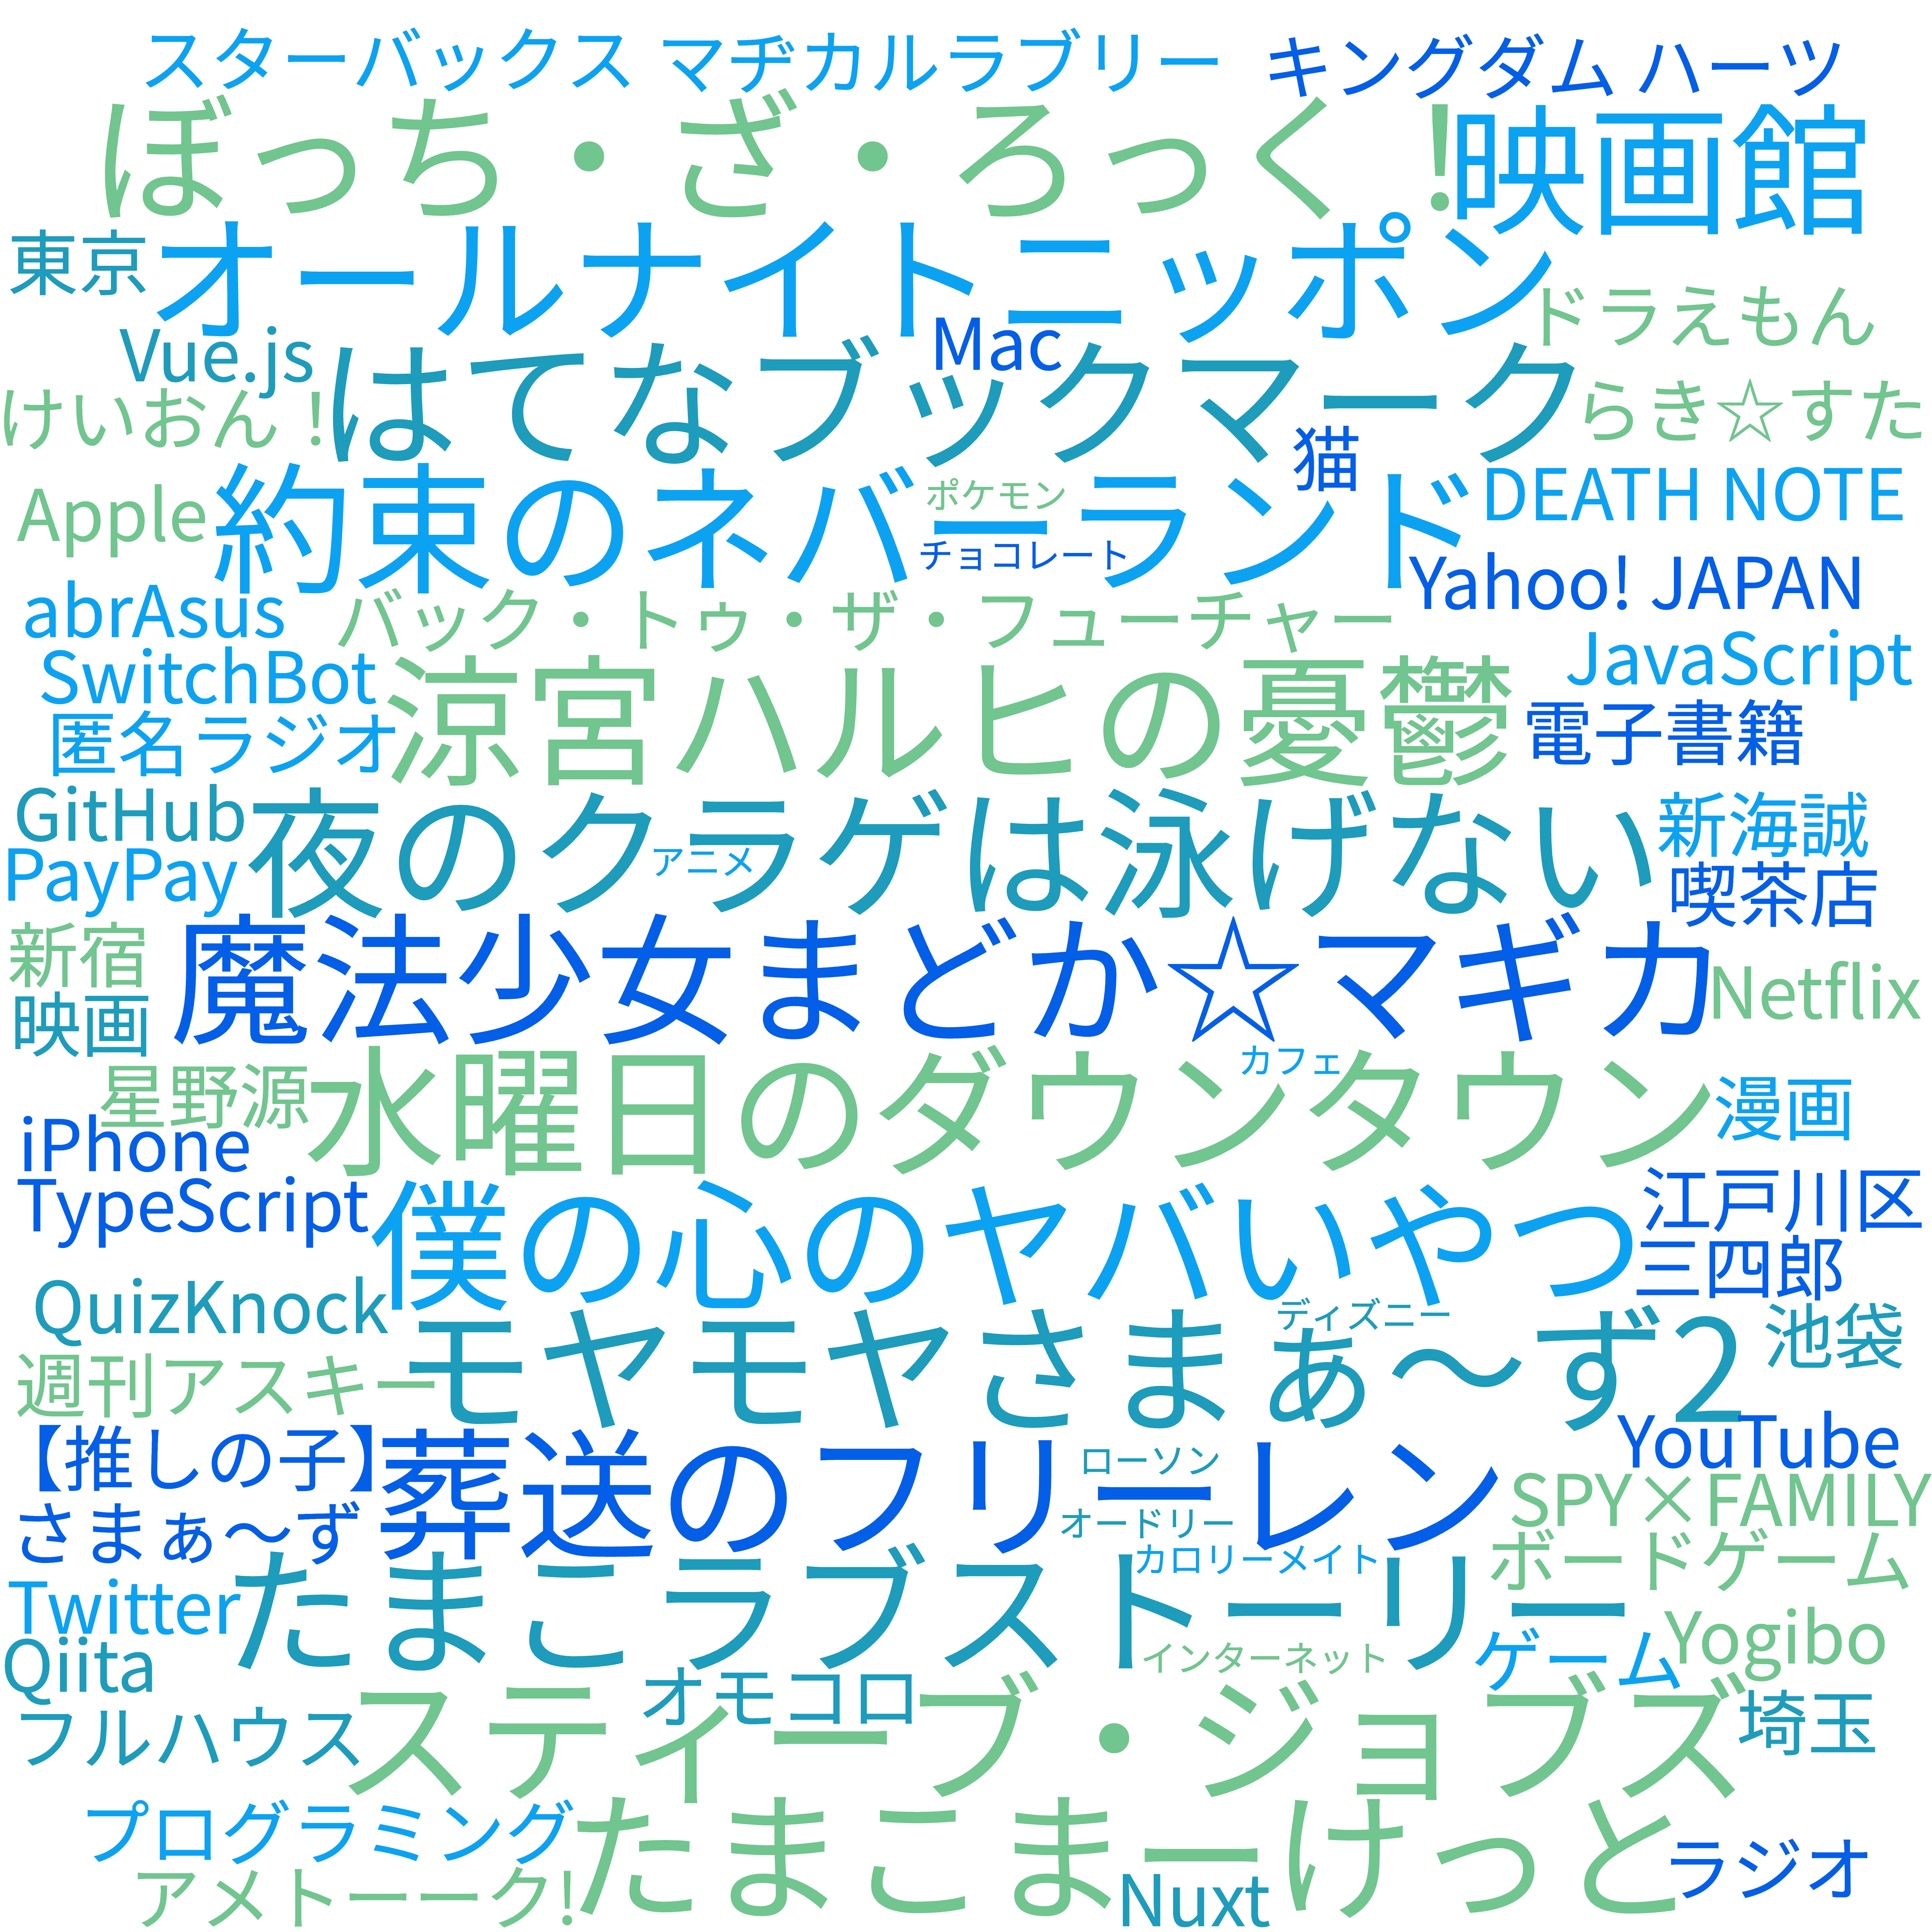 スターバックス マヂカルラブリー キングダム ハーツ
ぼっち・ざ・ろっく！ 映画館
東京 オールナイトニッポン
ドラえもん
Vue.js Mac
けいおん！ はてなブックマーク らき☆すた
猫
Apple 約束のネバーランド DEATH NOTE
ポケモン
チョコレート
Yahoo! JAPAN
abrAsus バック・トゥ・ザ・フューチャー
SwitchBot 涼宮ハルヒの憂鬱 JavaScript
匿名ラジオ 電子書籍
GitHub 夜のクラゲは泳げない 新海誠
PayPay アニメ 喫茶店
新宿 魔法少女まどか☆マギカ Netflix
映画
カフェ
星野源 水曜日のダウンタウン 漫画
iPhone
TypeScript 僕の心のヤバいやつ 江戸川区
三四郎
QuizKnock ディズニー 池袋
週刊アスキー モヤモヤさまぁ〜ず2
YouTube
【推しの子】 葬送のフリーレン ローソン
SPY×FAMILY
さまぁ〜ず オードリー ボードゲーム
カロリーメイト
Twitter たまこラブストーリー Yogibo
Qiita インターネット ゲーム
オモコロ
フルハウス スティーブ・ジョブズ 埼玉
プログラミング たまこまーけっと ラジオ
アメトーーク! Nuxt